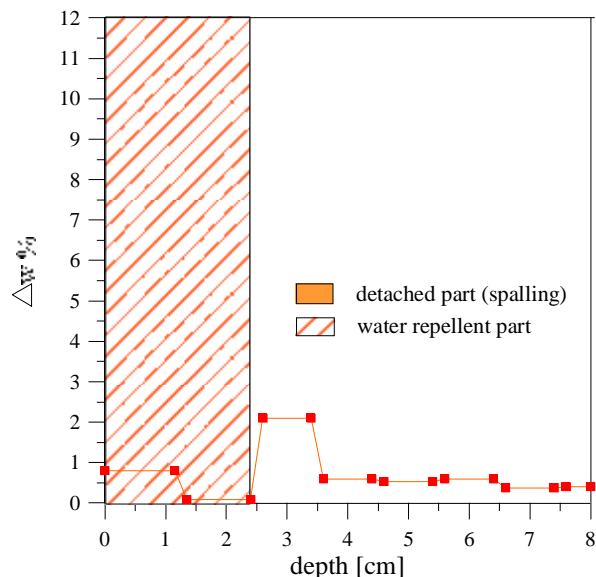 12
11
10
9
8
7
6
5
4
3
2
1
0
△w %
detached part (spalling)
water repellent part
0 1 2 3 4 5 6 7 8
depth [cm]